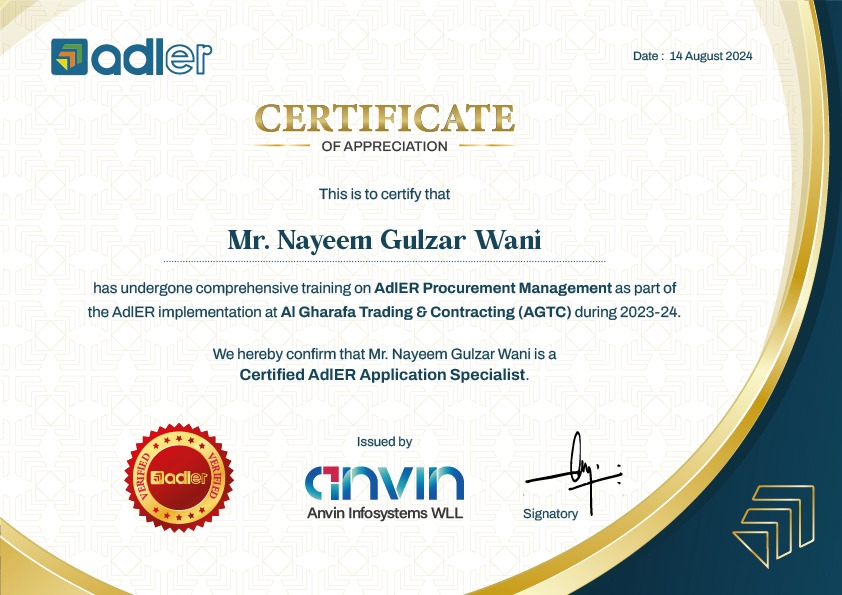 adler
Date : 14 August 2024
CERTIFICATE
OF APPRECIATION
This is to certify that
Mr. Nayeem Gulzar Wani
has undergone comprehensive training on AdlER Procurement Management as part of
the AdlER implementation at Al Gharafa Trading & Contracting (AGTC) during 2023-24.
We hereby confirm that Mr. Nayeem Gulzar Wani is a
Certified AdlER Application Specialist.
VERIFIED
adler
VERIFIED
Issued by
anvin
Anvin Infosystems WLL
Signatory